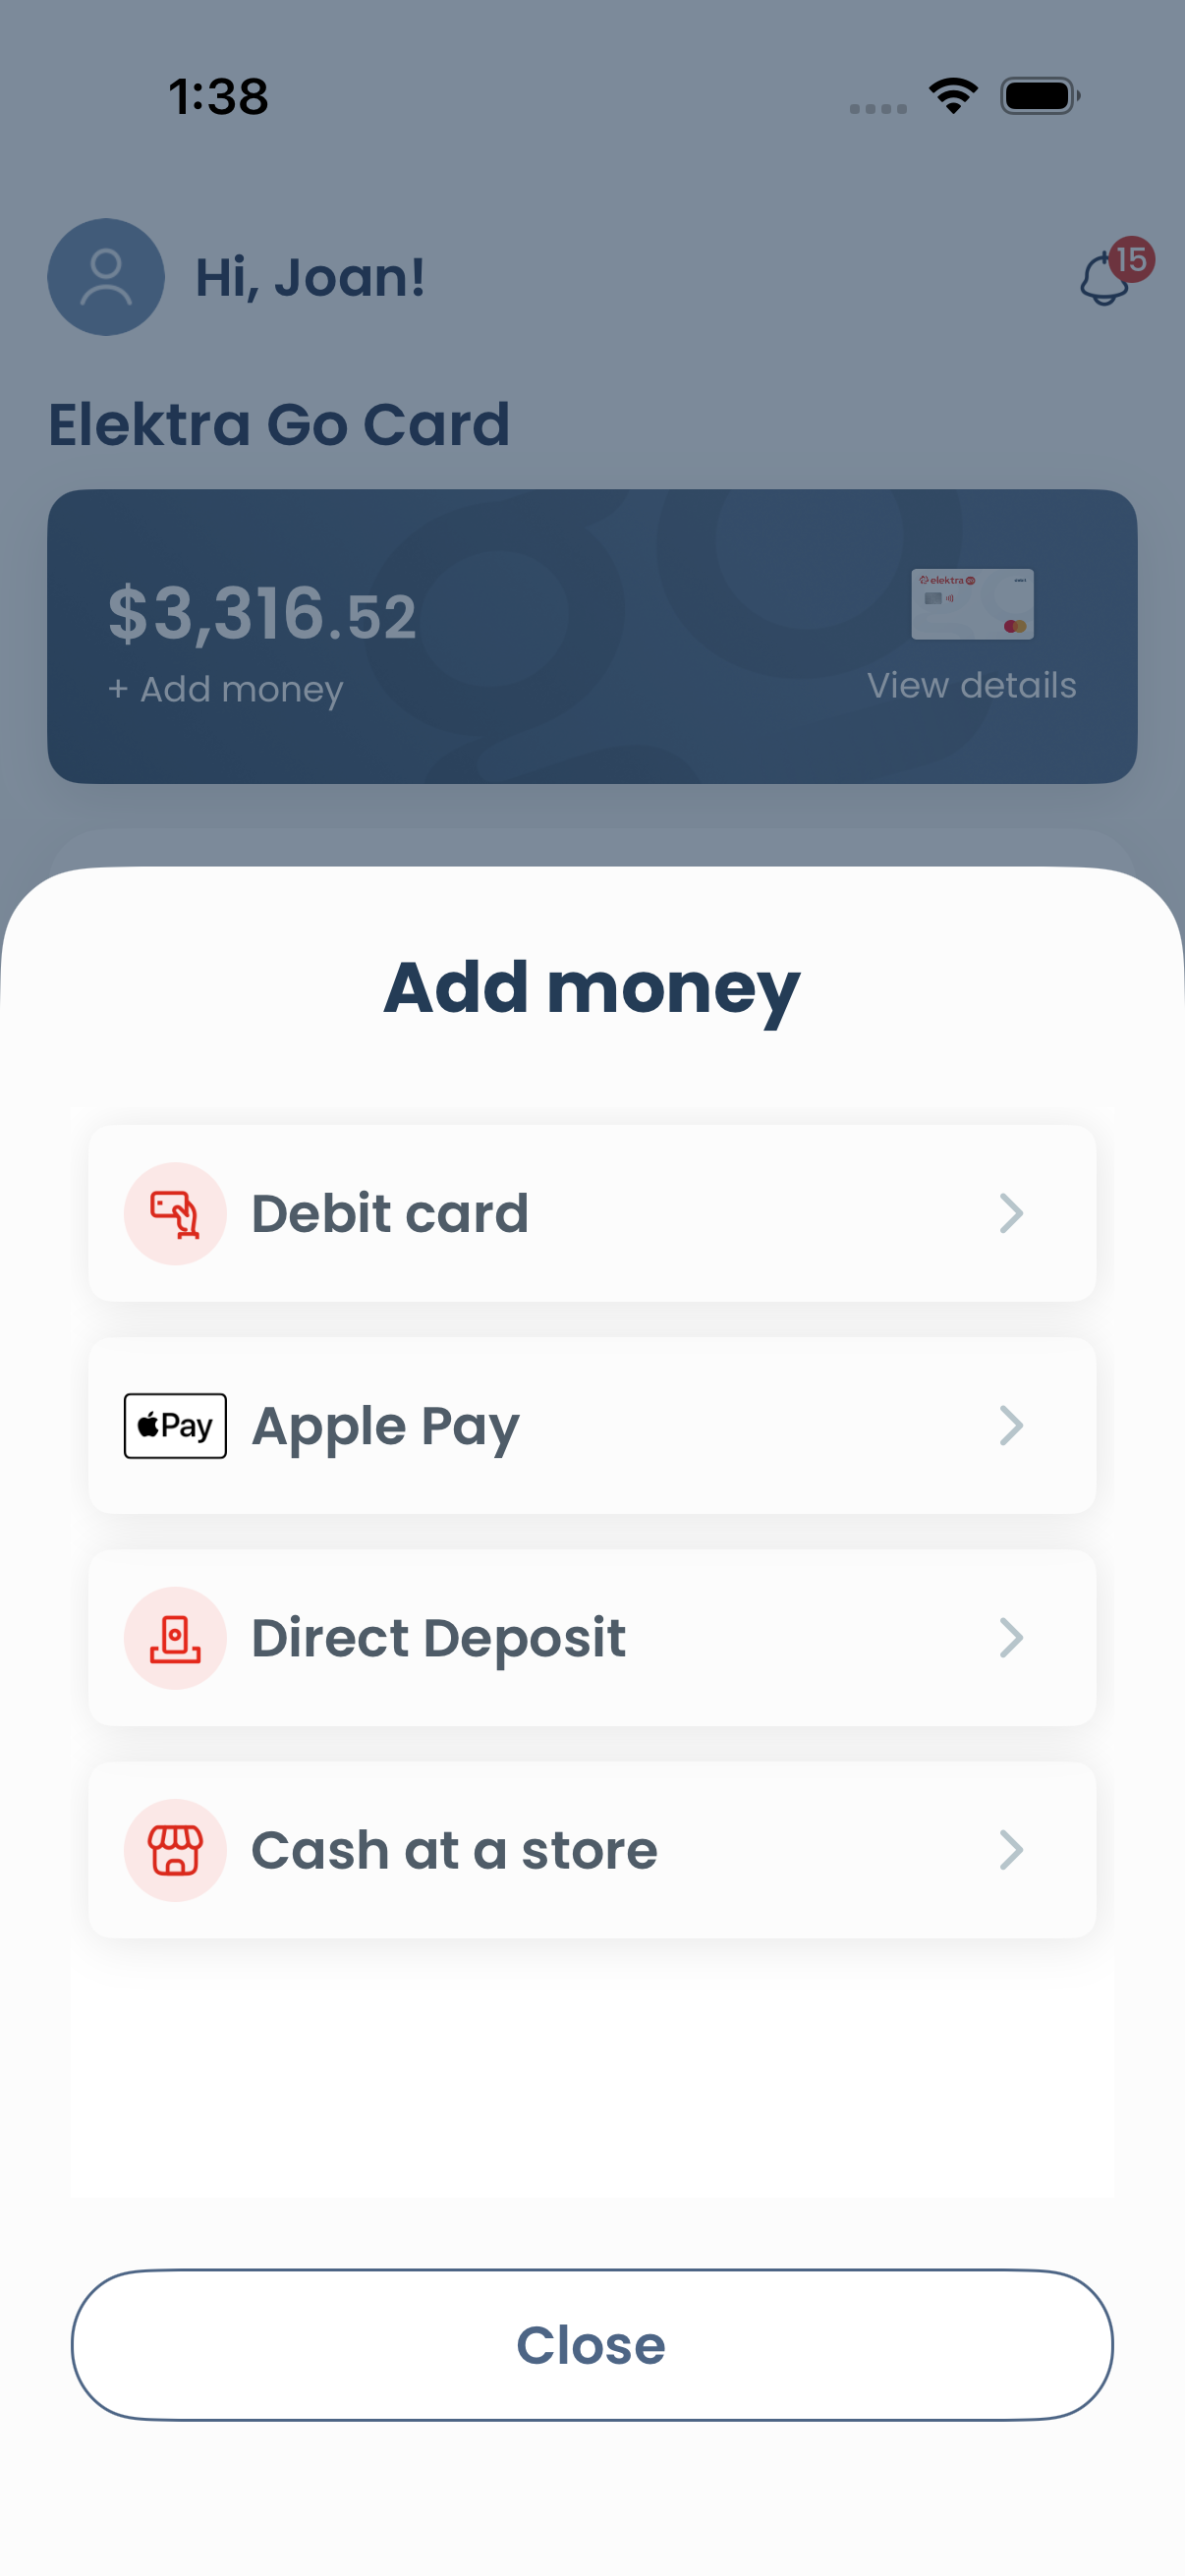 1:38
Hi, Joan!
15
Elektra Go Card
$3,316.52
elektra
+ Add money
View details
Add money
Debit card
Pay
Apple Pay
Direct Deposit
Cash at a store
Close